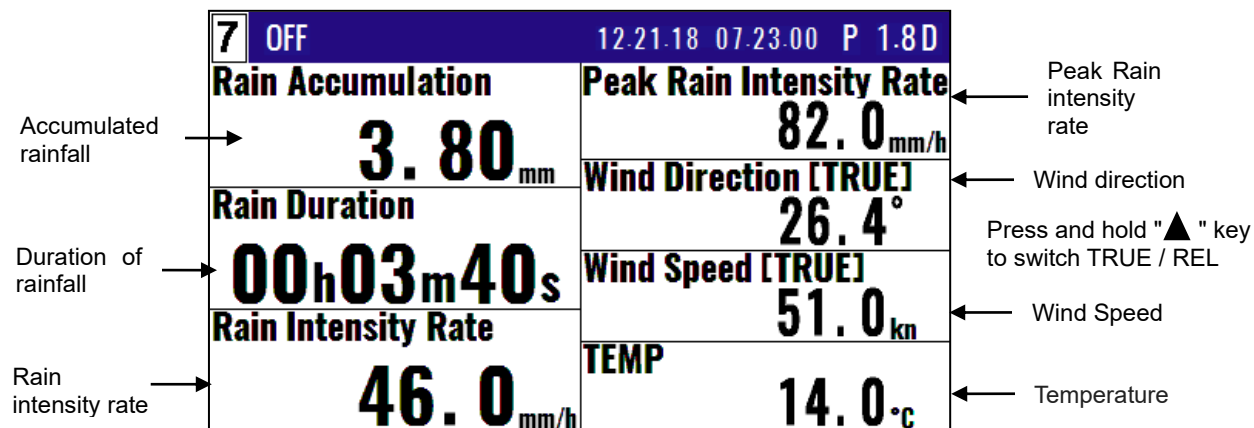 7 OFF 12.21.18 07.23.00 P 1.8D
Rain Accumulation
3.80mm
Rain Duration
00h03m40s
Rain Intensity Rate
46.0mm/h
Peak Rain Intensity Rate
82.0mm/h
Wind Direction [TRUE]
26.4°
Wind Speed [TRUE]
51.0kn
TEMP
14.0°C
Accumulated
rainfall
Duration of
rainfall
Rain
intensity rate
Peak Rain
intensity
rate
Wind direction
Press and hold "▲ " key
to switch TRUE / REL
Wind Speed
Temperature